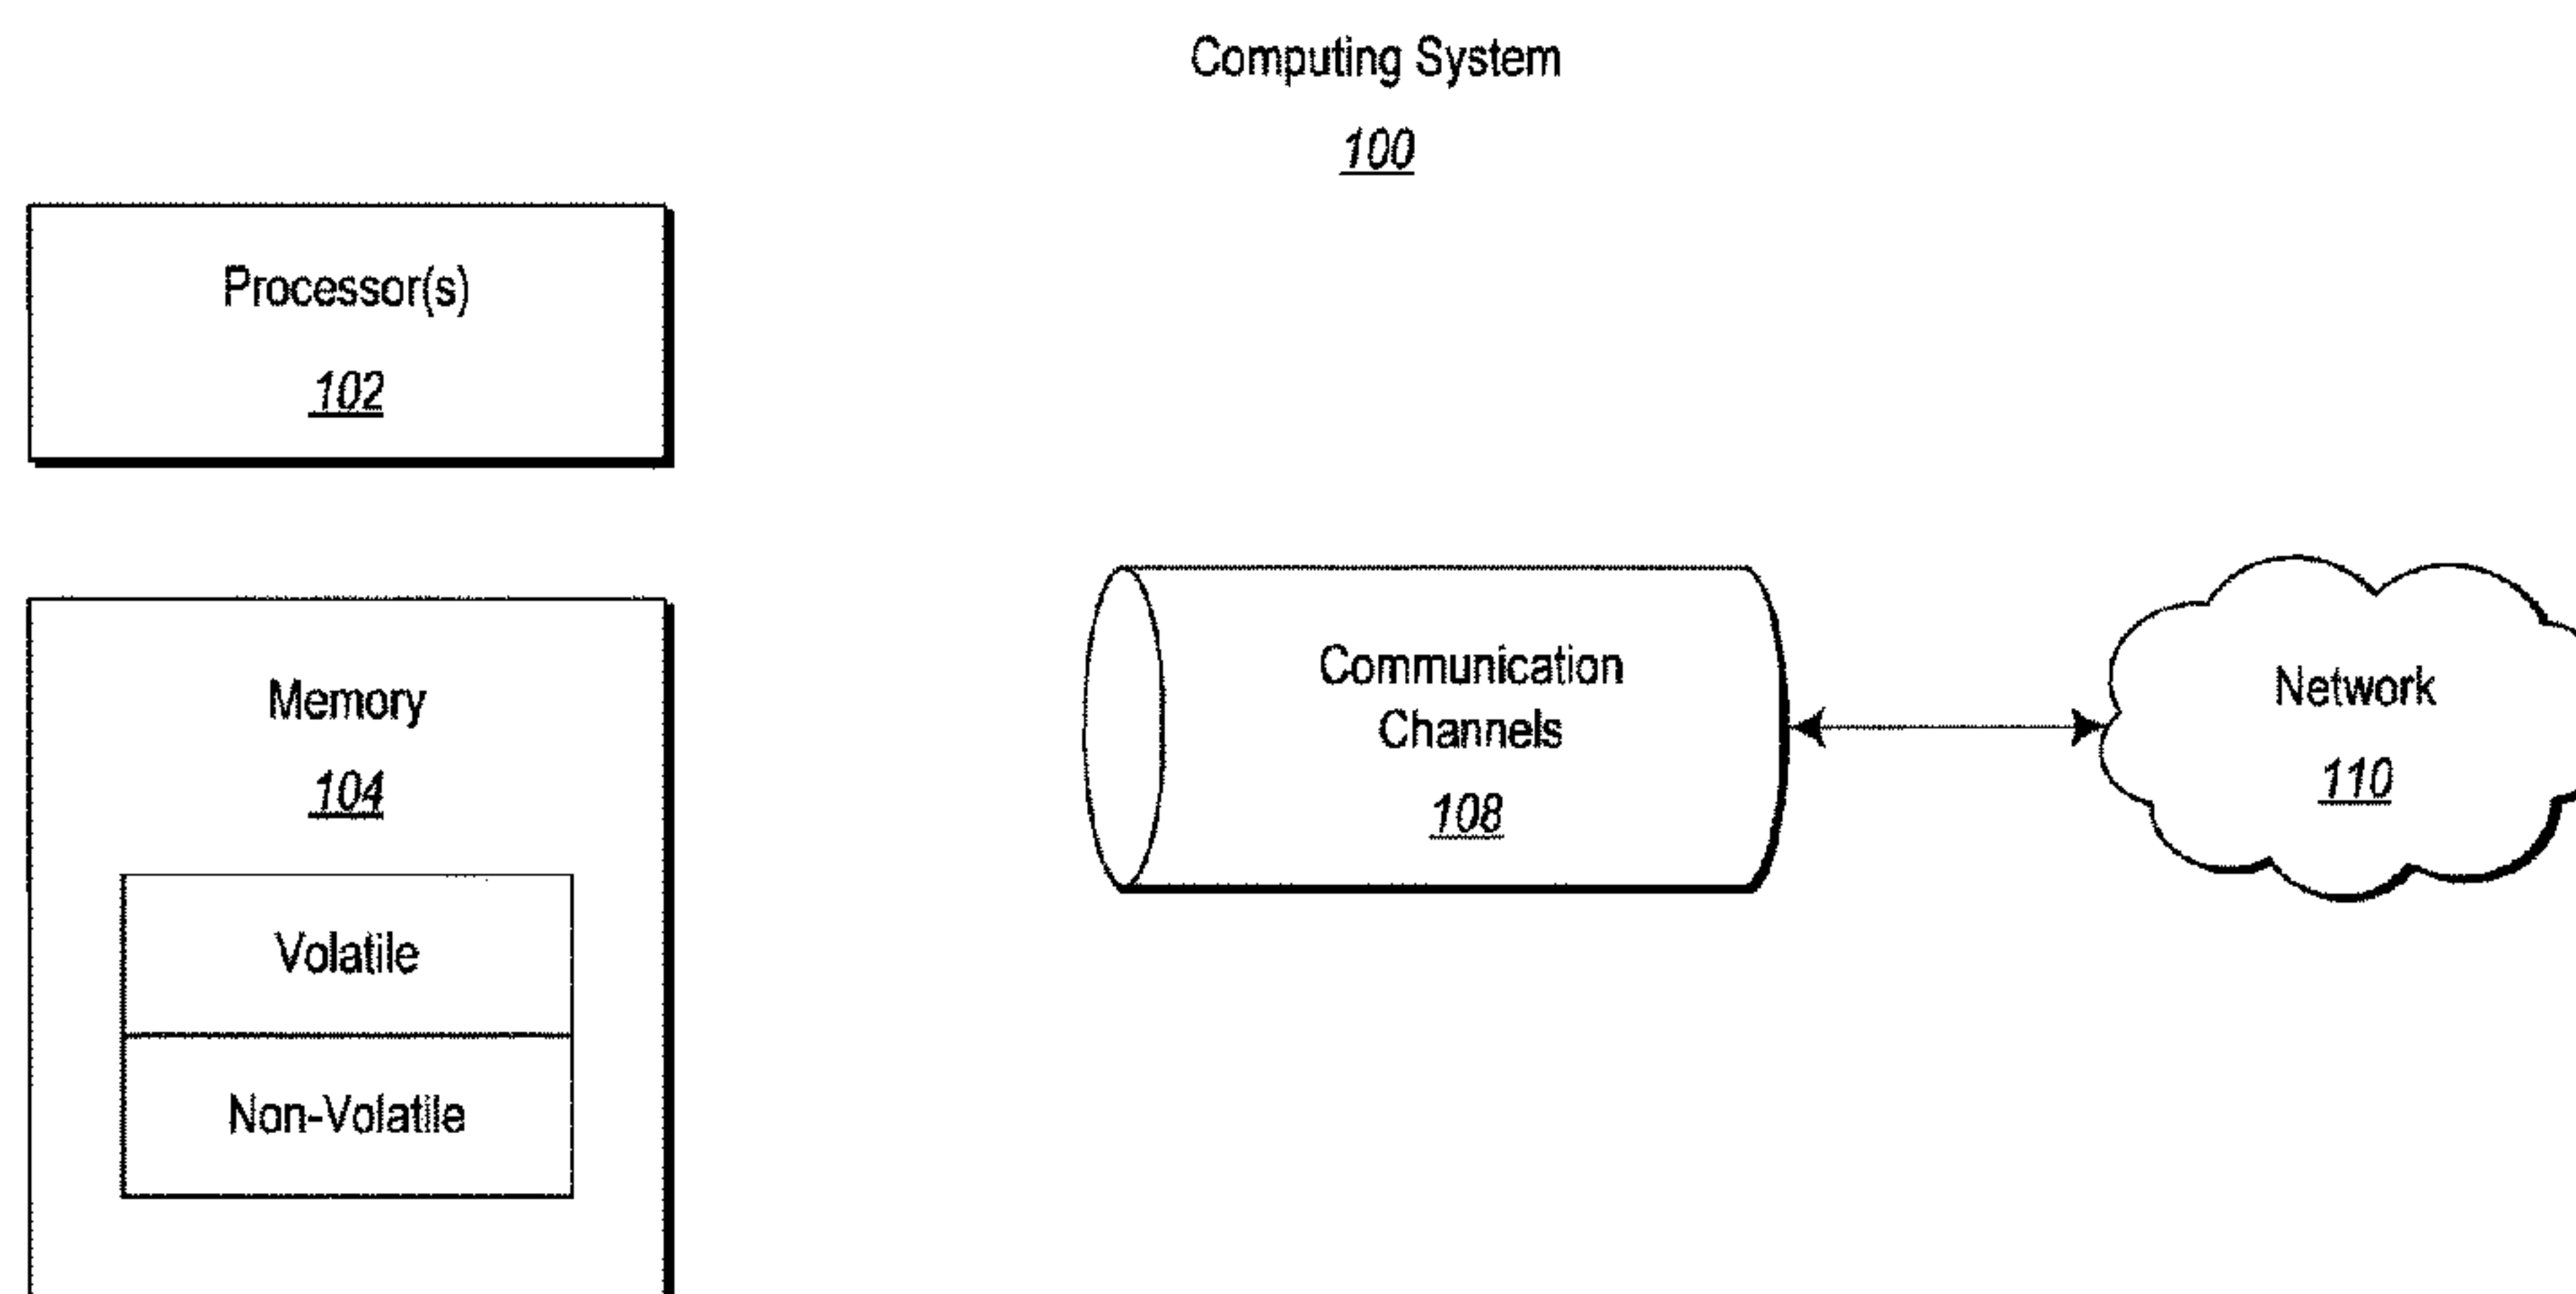 Computing System
100
Processor(s)
102
Memory
104
Volatile
Non-Volatile
Communication
Channels
108
Network
110